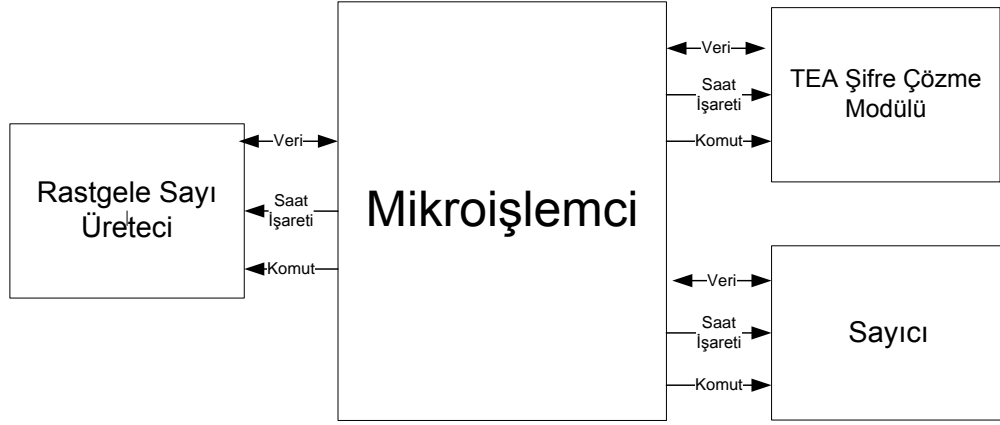 Rastgele Sayı
Üreteci
Veri
Saat
İşareti
Komut
Mikroişlemci
Veri
Saat
İşareti
Komut
TEA Şifre Çözme
Modülü
Veri
Saat
İşareti
Komut
Sayıcı